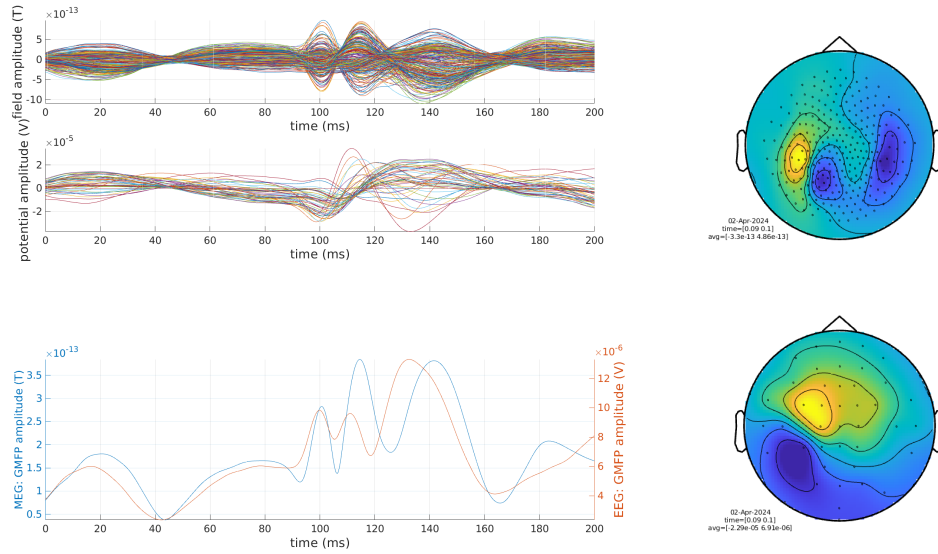 ×10⁻¹³
field amplitude (T)
5
0
-5
-10
0 20 40 60 80 100 120 140 160 180 200
time (ms)
×10⁻⁵
potential amplitude (V)
2
0
-2
0 20 40 60 80 100 120 140 160 180 200
time (ms)
02-Apr-2024
time=[0.09 0.1]
avg=[-3.3e-13 4.86e-13]
×10⁻¹³
×10⁻⁶
MEG: GMFP amplitude (T)
3.5
3
2.5
2
1.5
1
0.5
12
10
8
6
4
EEG: GMFP amplitude (V)
0 20 40 60 80 100 120 140 160 180 200
time (ms)
02-Apr-2024
time=[0.09 0.1]
avg=[-2.29e-05 6.91e-06]